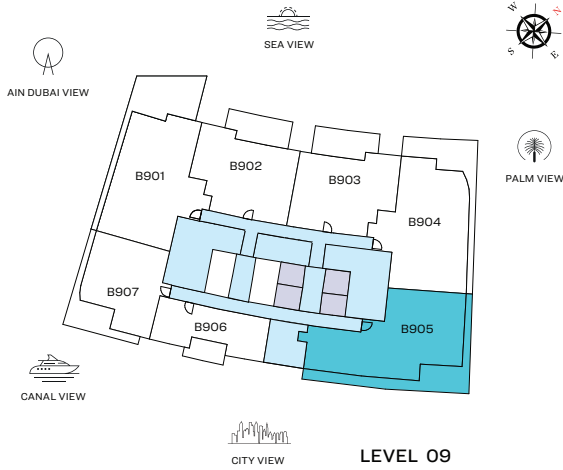 SEA VIEW
W
N
S
E
AIN DUBAI VIEW
PALM VIEW
B901
B902
B903
B904
B905
B906
B907
CANAL VIEW
CITY VIEW
LEVEL 09